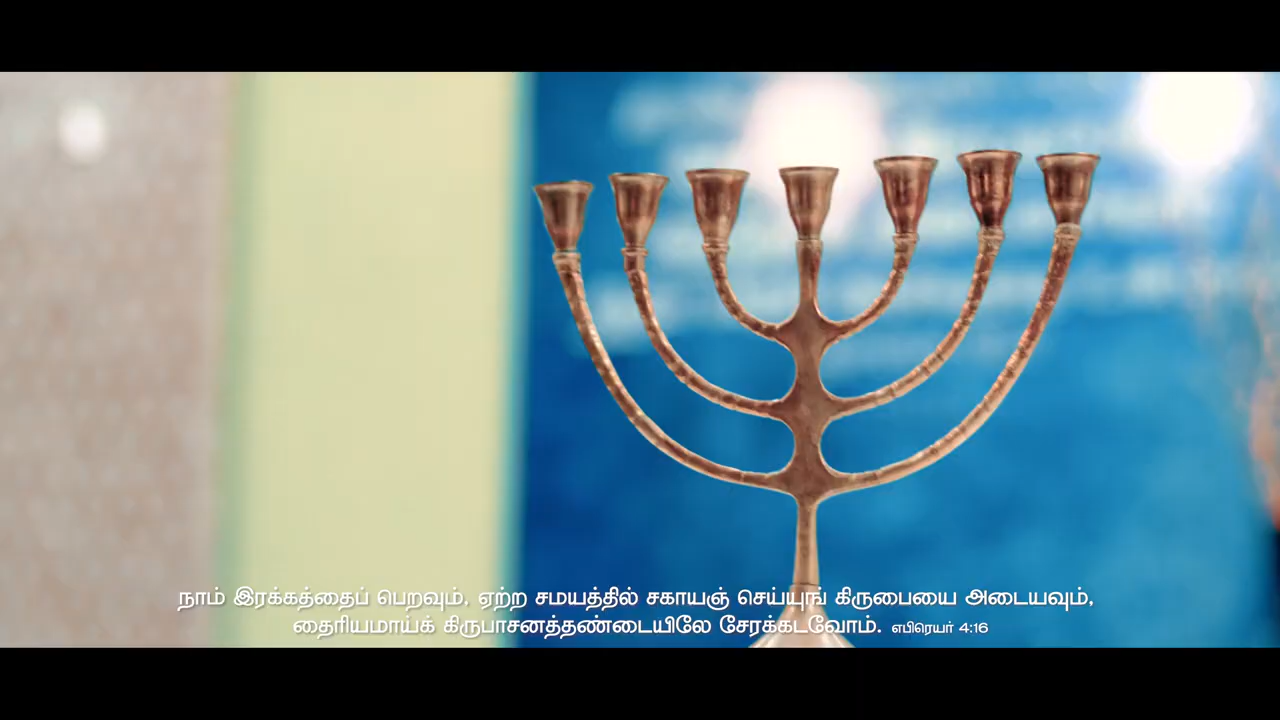 நாம் இரக்கத்தைப் பெறவும், ஏற்ற சமயத்தில் சகாயஞ் செய்யுங் கிருபையை அடையவும்,
தைரியமாய்க் கிருபாசனத்தண்டையிலே சேரக்கடவோம். எபிரெயர் 4:16